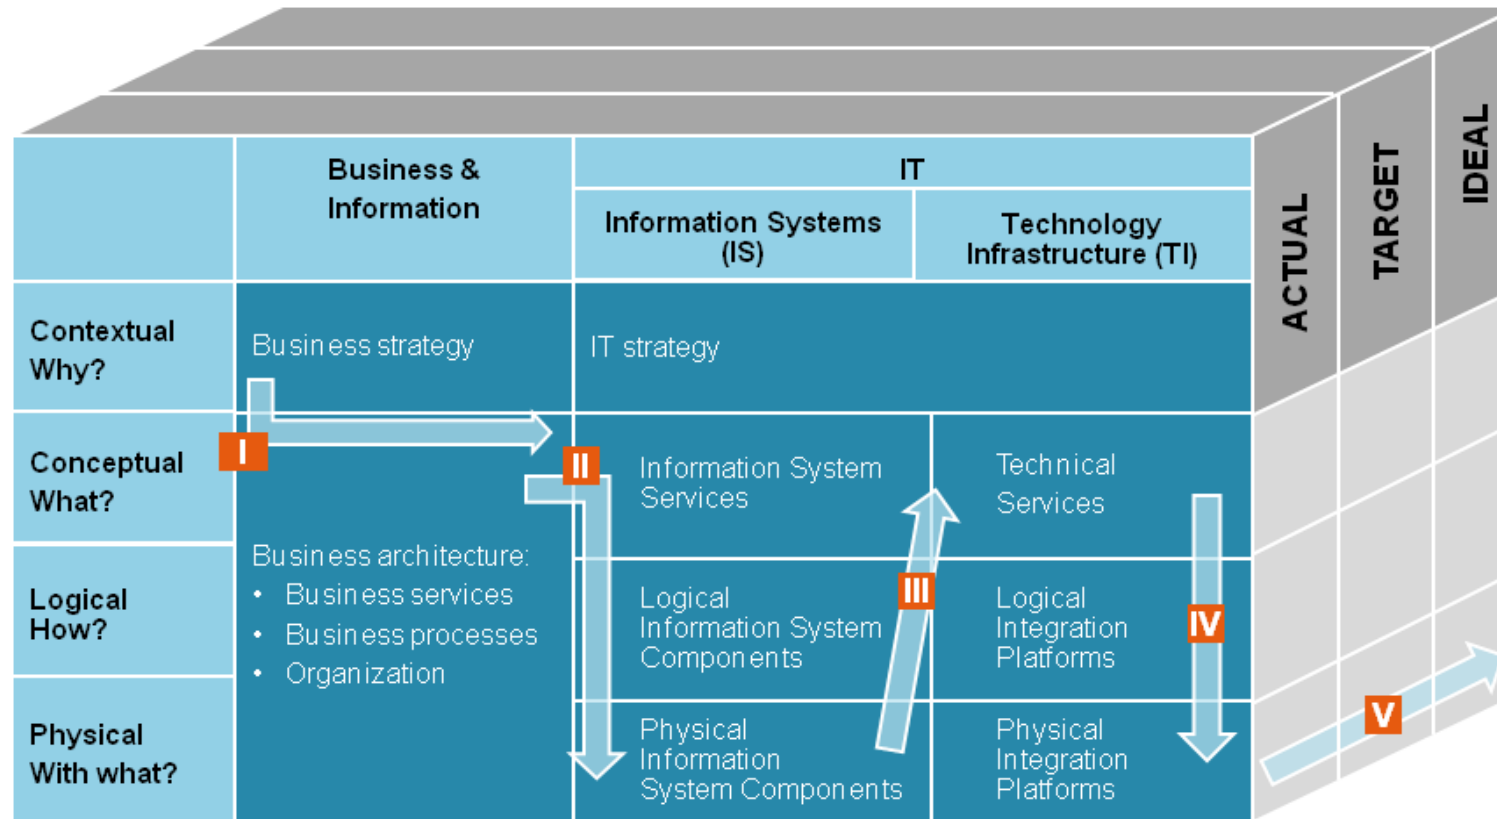 Business &
Information
IT
Information Systems
(IS)
Technology
Infrastructure (TI)
ACTUAL
TARGET
IDEAL
Contextual
Why?
Business strategy
IT strategy
Conceptual
What?
I
II
Information System
Services
Technical
Services
Business architecture:
• Business services
• Business processes
• Organization
Logical
How?
Logical
Information System
Components
III
Logical
Integration
Platforms
IV
Physical
With what?
Physical
Information
System Components
Physical
Integration
Platforms
V